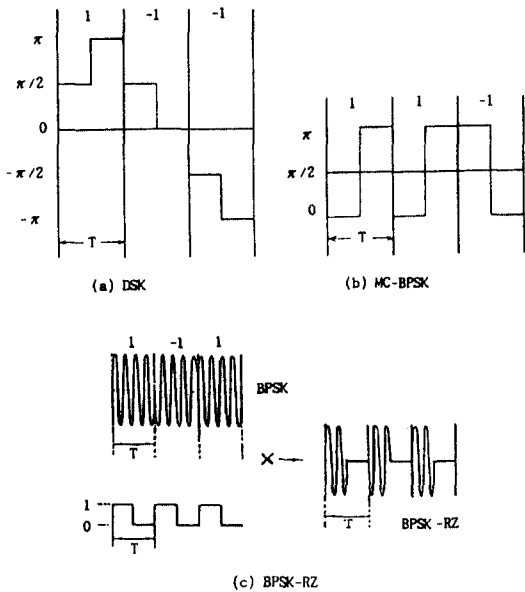 1 -1 -1
π
π/2
0
-π/2
-π
T
(a) DSK
1 1 -1
π
π/2
0
T
(b) MC-BPSK
1 -1 1
BPSK
T
×
1
0
T
T
BPSK-RZ
(c) BPSK-RZ